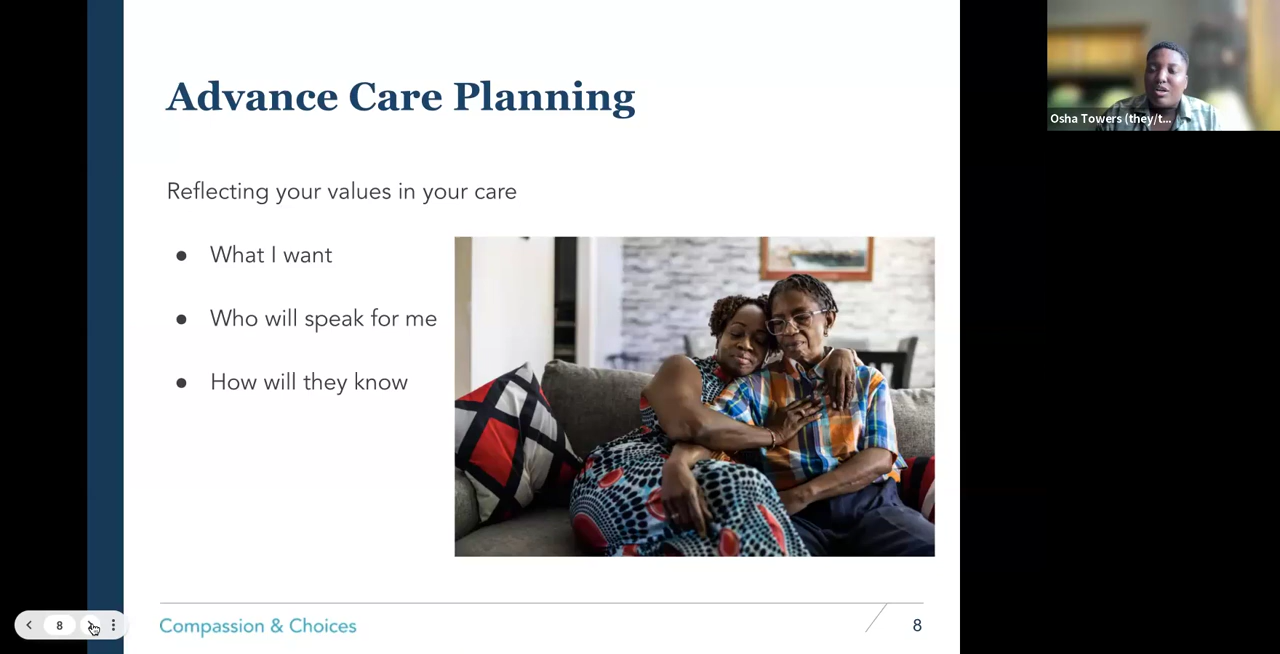 Advance Care Planning
Reflecting your values in your care
● What I want
● Who will speak for me
● How will they know
Compassion & Choices
8
8
Osha Towers (they/t...